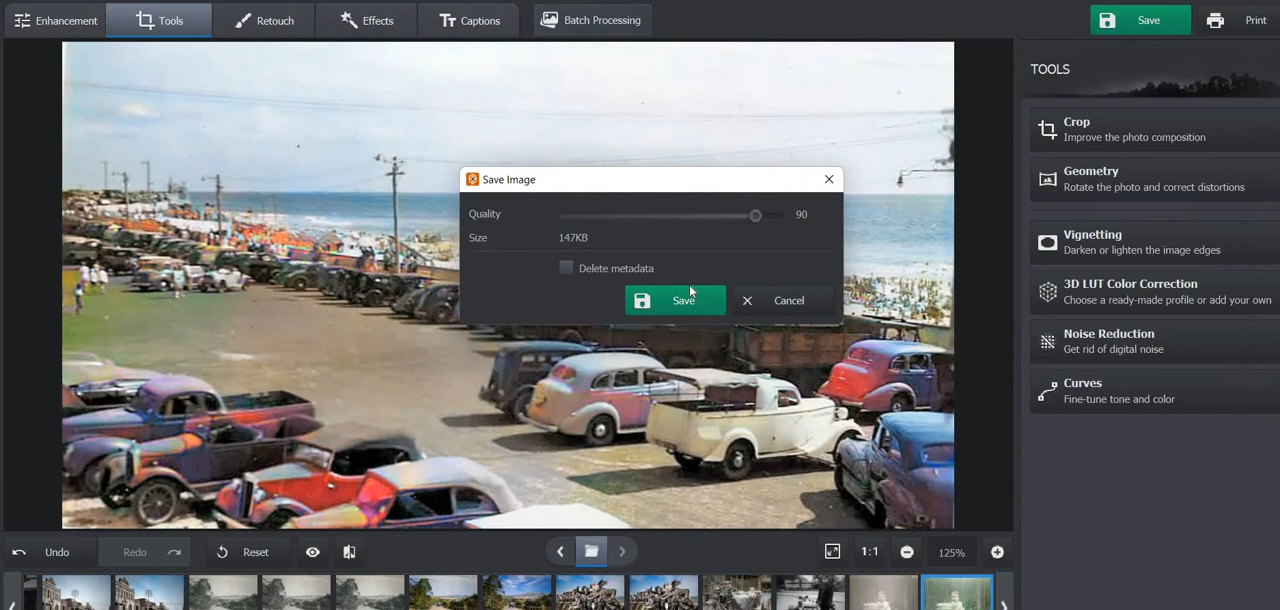 Enhancement Tools Retouch Effects Captions Batch Processing Save Print
TOOLS
Crop
Improve the photo composition
Geometry
Rotate the photo and correct distortions
Vignetting
Darken or lighten the image edges
3D LUT Color Correction
Choose a ready-made profile or add your own
Noise Reduction
Get rid of digital noise
Curves
Fine-tune tone and color
Save Image
Quality 90
Size 147KB
Delete metadata
Save Cancel
Undo Redo Reset 1:1 125%